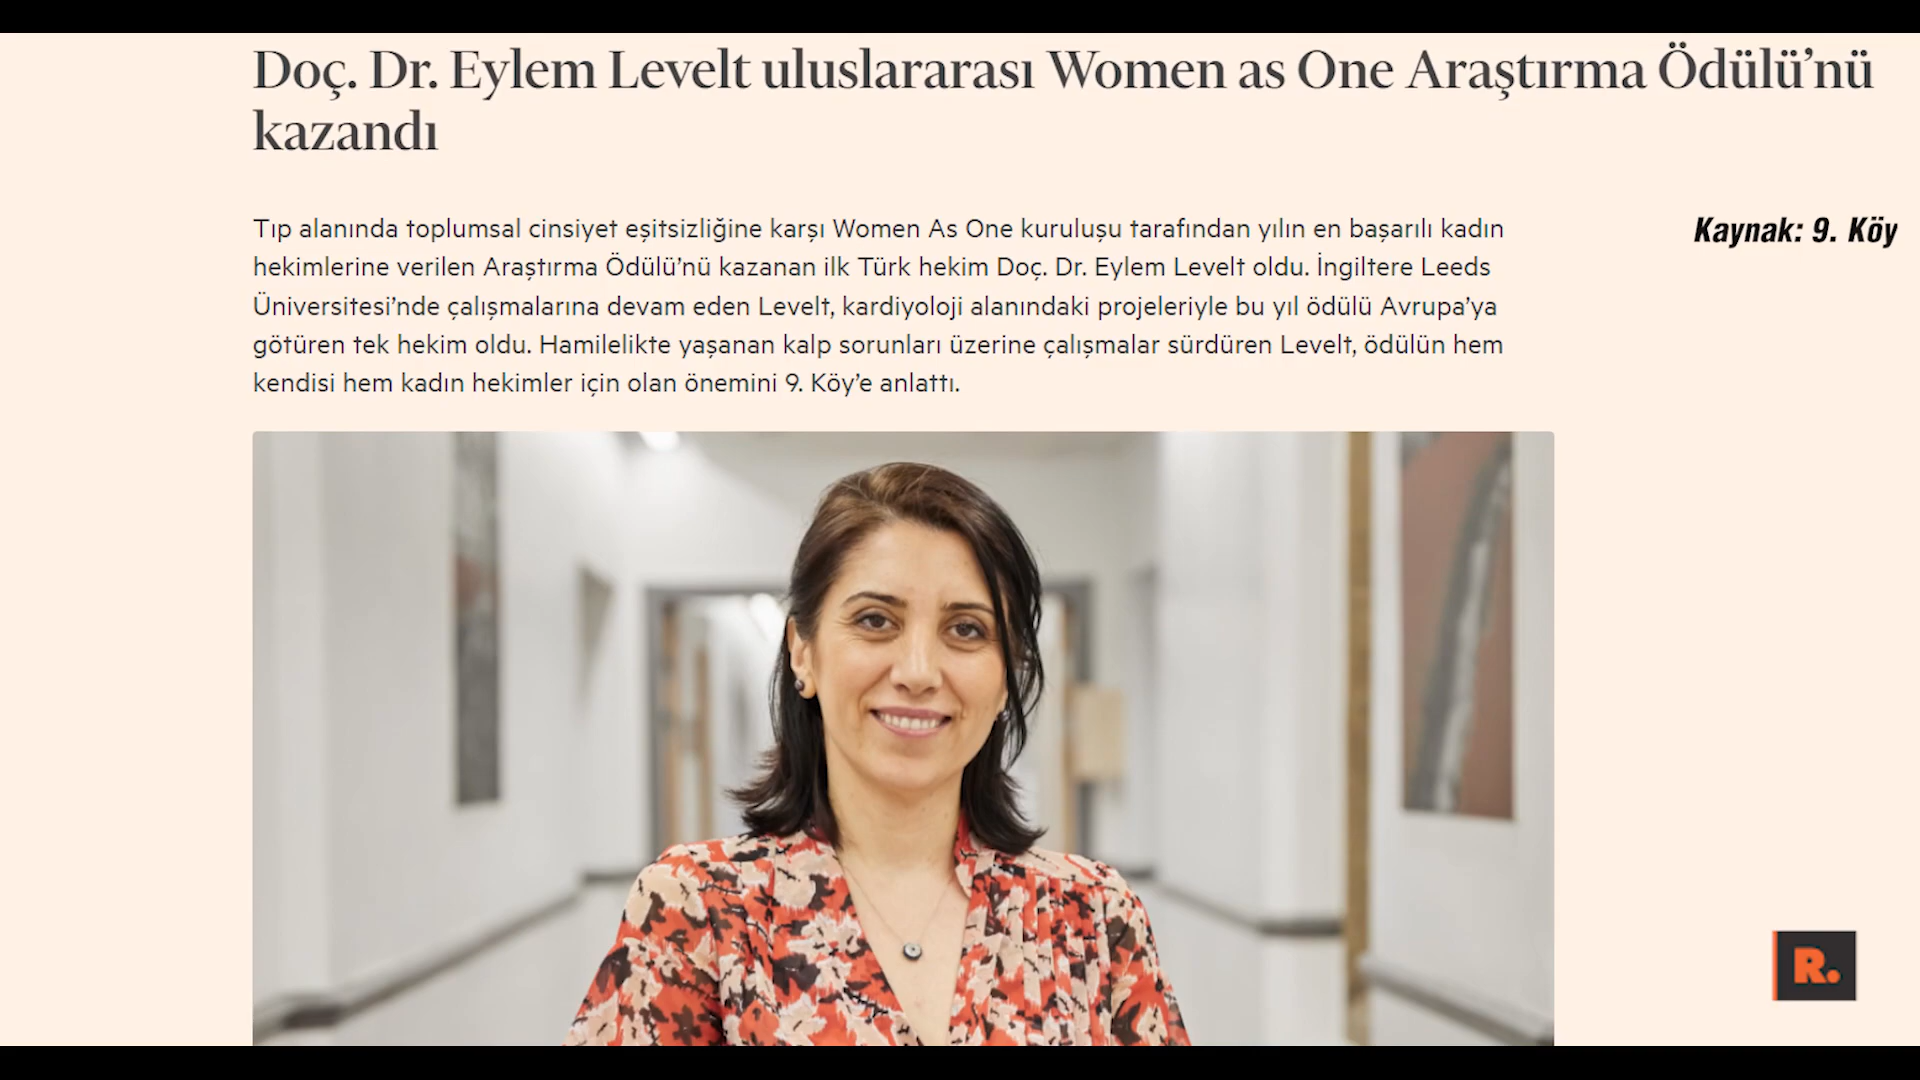 Doç. Dr. Eylem Levelt uluslararası Women as One Araştırma Ödülü’nü
kazandı
Tıp alanında toplumsal cinsiyet eşitsizliğine karşı Women As One kuruluşu tarafından yılın en başarılı kadın
hekimlerine verilen Araştırma Ödülü’nü kazanan ilk Türk hekim Doç. Dr. Eylem Levelt oldu. İngiltere Leeds
Üniversitesi’nde çalışmalarına devam eden Levelt, kardiyoloji alanındaki projeleriyle bu yıl ödülü Avrupa’ya
götüren tek hekim oldu. Hamilelikte yaşanan kalp sorunları üzerine çalışmalar sürdüren Levelt, ödülün hem
kendisi hem kadın hekimler için olan önemini 9. Köy’e anlattı.
Kaynak: 9. Köy
R.